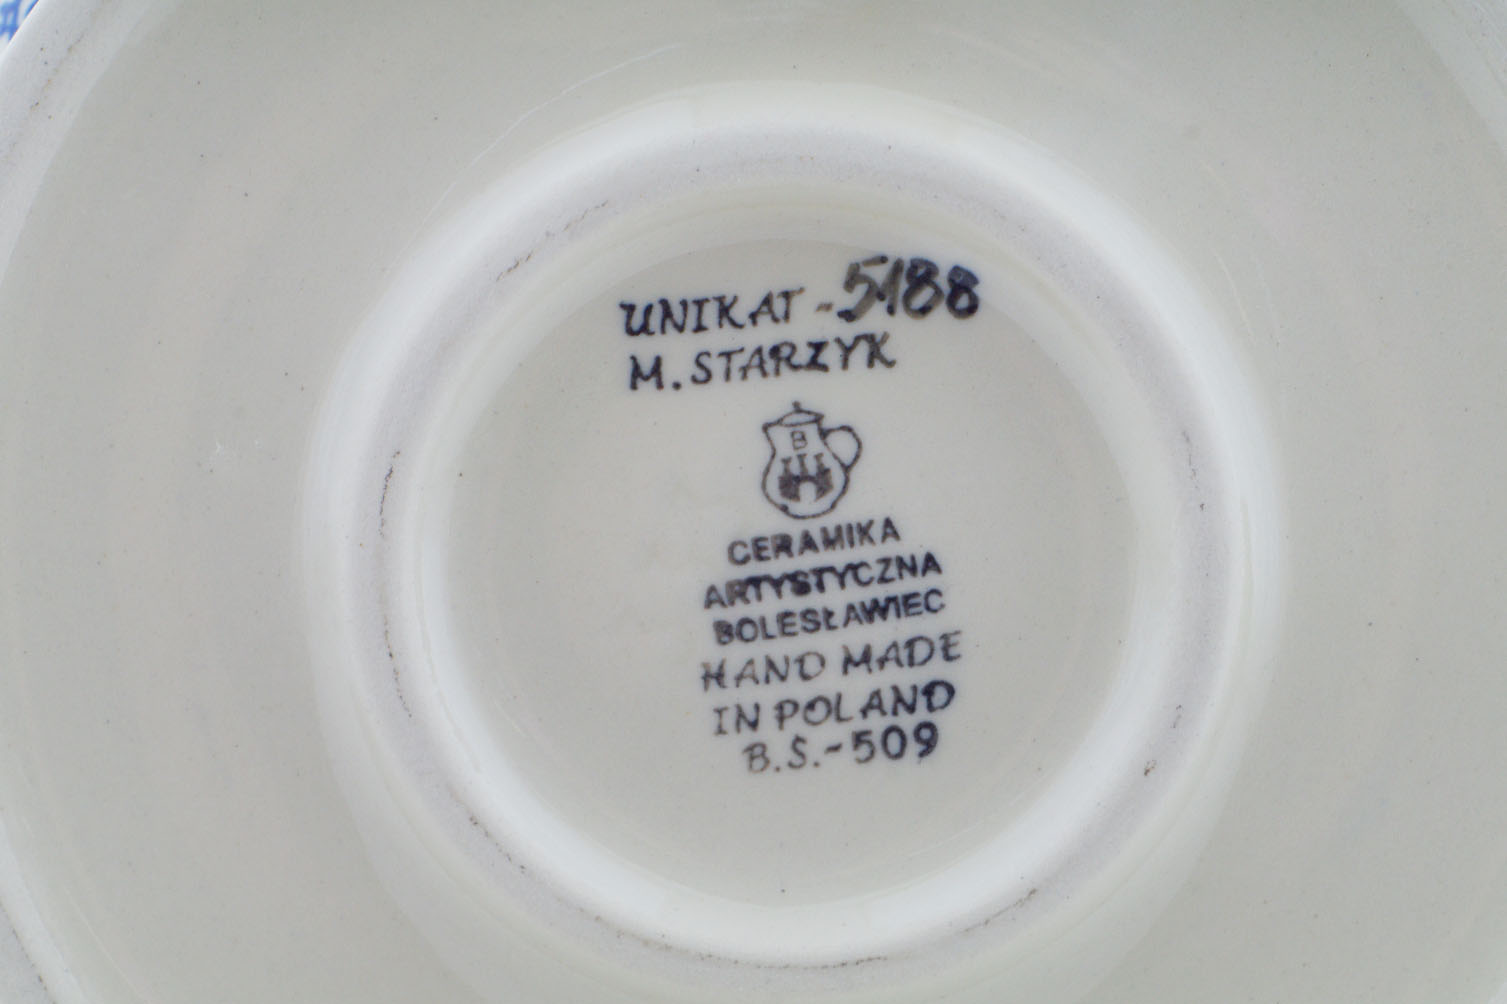 UNIKAT - 5188
M. STARZYK
B
CERAMIKA
ARTYSTYCZNA
BOLESŁAWIEC
HAND MADE
IN POLAND
B.Ś.-509